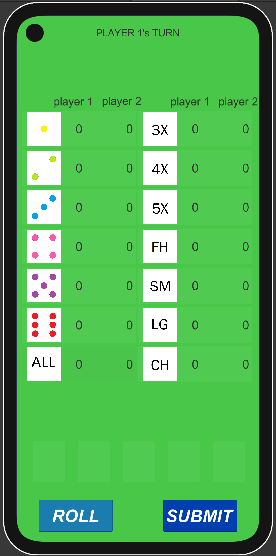 PLAYER 1's TURN
player 1 player 2 player 1 player 2
0 0 3X 0 0
0 0 4X 0 0
0 0 5X 0 0
0 0 FH 0 0
0 0 SM 0 0
0 0 LG 0 0
ALL 0 0 CH 0 0
ROLL SUBMIT